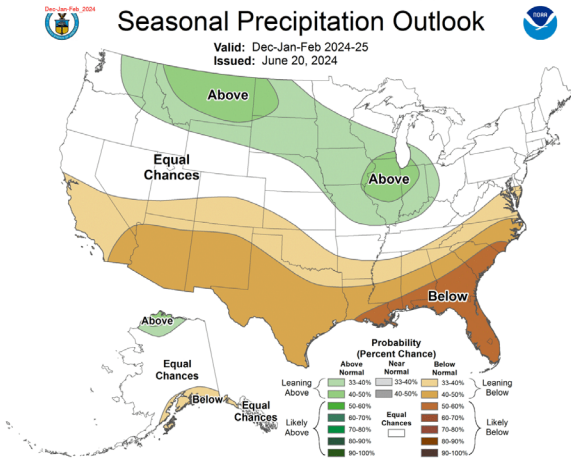 Dec-Jan-Feb_2024
NOAA
Seasonal Precipitation Outlook
Valid: Dec-Jan-Feb 2024-25
Issued: June 20, 2024
Above
Equal
Chances
Above
Below
Above
Equal
Chances
Below
Equal
Chances
Probability
(Percent Chance)
Above Normal
Near Normal
Below Normal
Leaning Above
33-40% 33-40% 33-40%
40-50% 40-50% 40-50%
Leaning Below
Likely Above
50-60% 50-60%
60-70% 60-70%
70-80% 70-80%
80-90% 80-90%
90-100% 90-100%
Equal Chances
Likely Below